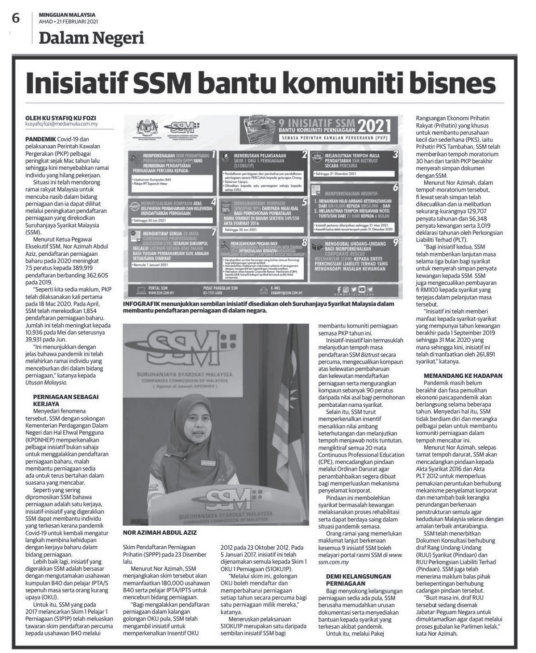 6
MINGGUAN MALAYSIA
AHAD • 21 FEBRUARI 2021
Dalam Negeri
Inisiatif SSM bantu komuniti bisnes
OLEH KU SYAFIQ KU FOZI
PANDEMIK Covid-19 dan
pelaksanaan Perintah Kawalan
Pergerakan (PKP) pelbagai
peringkat sejak Mac tahun lalu
sehingga kini menyebabkan ramai
individu yang hilang pekerjaan.
Situasi ini telah mendorong
ramai rakyat Malaysia untuk
mencuba nasib dalam bidang
perniagaan dan ia dapat dilihat
melalui peningkatan pendaftaran
perniagaan yang direkodkan
Suruhanjaya Syarikat Malaysia
(SSM).
Menurut Ketua Pegawai
Eksekutif SSM, Nor Azimah Abdul
Aziz, pendaftaran perniagaan
baharu pada 2020 meningkat
7.5 peratus kepada 389,919
pendaftaran berbanding 362,605
pada 2019.
"Seperti kita sedia maklum, PKP
telah dilaksanakan kali pertama
pada 18 Mac 2020. Pada April,
SSM telah merekodkan 1,854
pendaftaran perniagaan baharu.
Jumlah ini telah meningkat kepada
10,936 pada Mei dan seterusnya
39,931 pada Jun.
"Ini menunjukkan dengan
jelas bahawa pandemik ini telah
melahirkan ramai individu yang
menceburkan diri dalam bidang
perniagaan," katanya kepada
Utusan Malaysia.
PERNIAGAAN SEBAGAI
KERJAYA
Menyedari fenomena
tersebut, SSM dengan sokongan
Kementerian Perdagangan Dalam
Negeri dan Hal Ehwal Pengguna
(KPDNHEP) memperkenalkan
pelbagai inisiatif bukan sahaja
untuk menggalakkan pendaftaran
perniagaan baharu, malah
membantu perniagaan sedia
ada untuk terus bertahan dalam
suasana yang mencabar.
Seperti yang sering
dipromosikan SSM bahawa
perniagaan adalah satu kerjaya,
inisiatif-inisiatif yang digerakkan
SSM dapat membantu individu
yang terkesan kerana pandemik
Covid-19 untuk kembali mengatur
langkah membina kehidupan
dengan kerjaya baharu dalam
bidang perniagaan.
Lebih baik lagi, inisiatif yang
digerakkan SSM adalah bersasar
dengan mengutamakan usahawan
kumpulan B40 dan pelajar IPTA/S
sepenuh masa serta orang kurang
upaya (OKU).
Untuk itu, SSM yang pada
2017 melancarkan Skim 1 Pelajar 1
Perniagaan (S1P1P) telah meluaskan
tawaran skim pendaftaran percuma
kepada usahawan B40 melalui
9 INISIATIF SSM 2021
BANTU KOMUNITI PERNIAGAAN
SEMASA PERINTAH KAWALAN PERGERAKAN (PKP)
INFOGRAFIK menunjukkan sembilan inisiatif disediakan oleh Suruhanjaya Syarikat Malaysia dalam
membantu pendaftaran perniagaan di dalam negara.
SSM
SURUHANJAYA SYARIKAT MALAYSIA
COMPANIES COMMISSION OF MALAYSIA
SSM
NOR AZIMAH ABDUL AZIZ
Skim Pendaftaran Perniagaan
Prihatin (SPPP) pada 23 Disember
lalu.
Menurut Nor Azimah, SSM
menjangkakan skim tersebut akan
memanfaatkan 180,000 usahawan
B40 serta pelajar IPTA/IPTS untuk
menceburi bidang perniagaan.
"Bagi mengalakkan pendaftaran
perniagaan dalam kalangan
golongan OKU pula, SSM telah
mengambil inisiatif untuk
memperkenalkan Insentif OKU
2012 pada 23 Oktober 2012. Pada
5 Januari 2017, inisiatif ini telah
dijenamakan semula kepada Skim 1
OKU 1 Perniagaan (S1OKU1P).
"Melalui skim ini, golongan
OKU boleh mendaftar dan
memperbaharui perniagaan
setiap tahun secara percuma bagi
satu perniagaan milik mereka,"
katanya.
Meneruskan pelaksanaan
S1OKU1P merupakan satu daripada
sembilan inisiatif SSM bagi
membantu komuniti perniagaan
semasa PKP tahun ini.
Inisiatif-inisiatif lain termasuklah
melanjutkan tempoh masa
pendaftaran SSM Biztrust secara
percuma, mengecualikan kompaun
atas kelewatan pembaharuan
dan kelewatan mendaftarkan
perniagaan serta mengurangkan
kompaun sebanyak 90 peratus
daripada nilai asal bagi permohonan
pembatalan nama syarikat.
Selain itu, SSM turut
memperkenalkan insentif
menaikkan nilai ambang
keterhutangan dan melanjutkan
tempoh menjawab notis tuntutan,
mengiktiraf semua 20 mata
Continuous Professional Education
(CPE), mencadangkan pindaan
melalui Ordinan Darurat agar
perambahbaikan segera dibuat
bagi memperluaskan mekanisma
penyelamat korporat.
Pindaan ini membolehkan
syarikat bermasalah kewangan
melaksanakan proses rehabilitasi
serta dapat berdaya saing dalam
situasi pandemik semasa.
Orang ramai yang memerlukan
maklumat lanjut berkenaan
kesemua 9 inisiatif SSM boleh
melayari portal rasmi SSM di www.
ssm.com.my
DEMI KELANGSUNGAN
PERNIAGAAN
Bagi menyokong kelangsungan
perniagaan sedia ada pula, SSM
berusaha memudahkan urusan
dokumentasi serta menyediakan
bantuan kepada syarikat yang
terkesan akibat pandemik.
Untuk itu, melalui Pakej
Rangsangan Ekonomi Prihatin
Rakyat (Prihatin) yang khusus
untuk membantu perusahaan
kecil dan sederhana (PKS), iaitu
Prihatin PKS Tambahan, SSM telah
memberikan tempoh moratorium
30 hari dari tarikh PKP berakhir
menyerah simpan dokumen
dengan SSM.
Menurut Nor Azimah, dalam
tempoh moratorium tersebut,
fi lewat serah simpan telah
dikecualikan dan ia melibatkan
sekurang-kurangnya 129,707
penyata tahunan dan 56,348
penyata kewangan serta 3,019
deklarasi tahunan oleh Perkongsian
Liabiliti Terhad (PLT).
"Bagi inisiatif kedua, SSM
telah memberikan lanjutan masa
selama tiga bulan bagi syarikat
untuk menyerah simpan penyata
kewangan kepada SSM. SSM
juga mengecualikan pembayaran
fi RM100 kepada syarikat yang
terjejas dalam pelanjutan masa
tersebut.
"Inisiatif ini telah memberi
manfaat kepada syarikat-syarikat
yang mempunyai tahun kewangan
berakhir pada 1 September 2019
sehingga 31 Mac 2020 yang
mana sehingga kini, inisiatif ini
telah di manfaatkan oleh 261,891
syarikat," katanya.
MEMANDANG KE HADAPAN
Pandemik masih belum
berakhir dan fasa pemulihan
ekonomi pascapandemik akan
berlangsung selama beberapa
tahun. Menyedari hal itu, SSM
tidak berdiam diri dan merangka
pelbagai pelan untuk membantu
komuniti perniagaan dalam
tempoh mencabar ini.
Menurut Nor Azimah, selepas
tamat tempoh darurat, SSM akan
mencadangkan pindaan kepada
Akta Syarikat 2016 dan Akta
PLT 2012 untuk memperluas
pemakaian peruntukan berhubung
mekanisme penyelamat korporat
dan menambah baik kerangka
perundangan berkenaan
penstrukturan semula agar
kedudukan Malaysia selaras dengan
amalan terbaik antarabangsa.
SSM telah menerbitkan
Dokumen Konsultasi berhubung
draf Rang Undang-Undang
(RUU) Syarikat (Pindaan) dan
RUU Perkongsian Liabiliti Terhad
(Pindaan). SSM juga telah
menerima maklum balas pihak
berkepentingan berhubung
cadangan pindaan tersebut.
"Buat masa ini, draf RUU
tersebut sedang disemak
Jabatan Peguam Negara untuk
dimuktamadkan agar dapat melalui
proses gubalan ke Parlimen kelak,"
kata Nor Azimah.